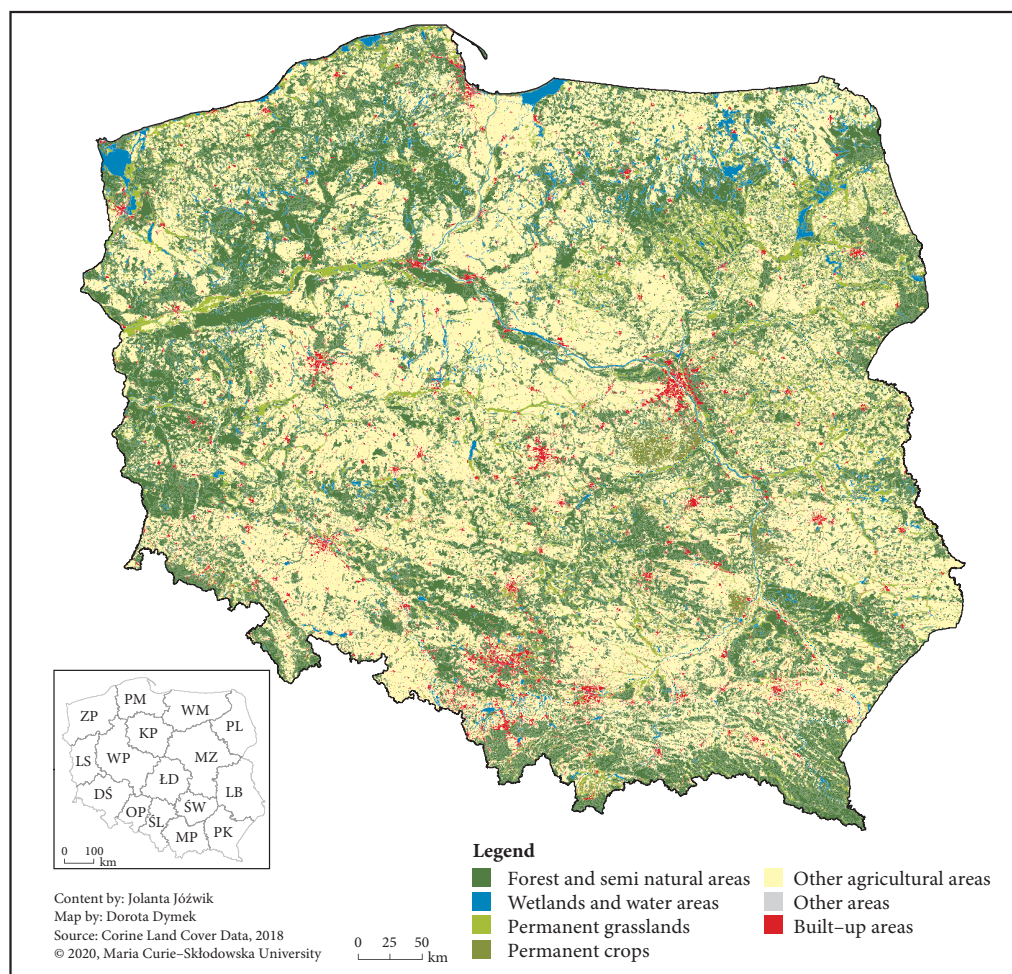 PM
ZP
WM
PL
KP
LS
WP
MZ
ŁD
DŚ
LB
OP
ŚW
ŚL
MP
PK
0 100
km
Content by: Jolanta Jóźwik
Map by: Dorota Dymek
Source: Corine Land Cover Data, 2018
© 2020, Maria Curie–Skłodowska University
0 25 50
km
Legend
Forest and semi natural areas
Wetlands and water areas
Permanent grasslands
Permanent crops
Other agricultural areas
Other areas
Built–up areas